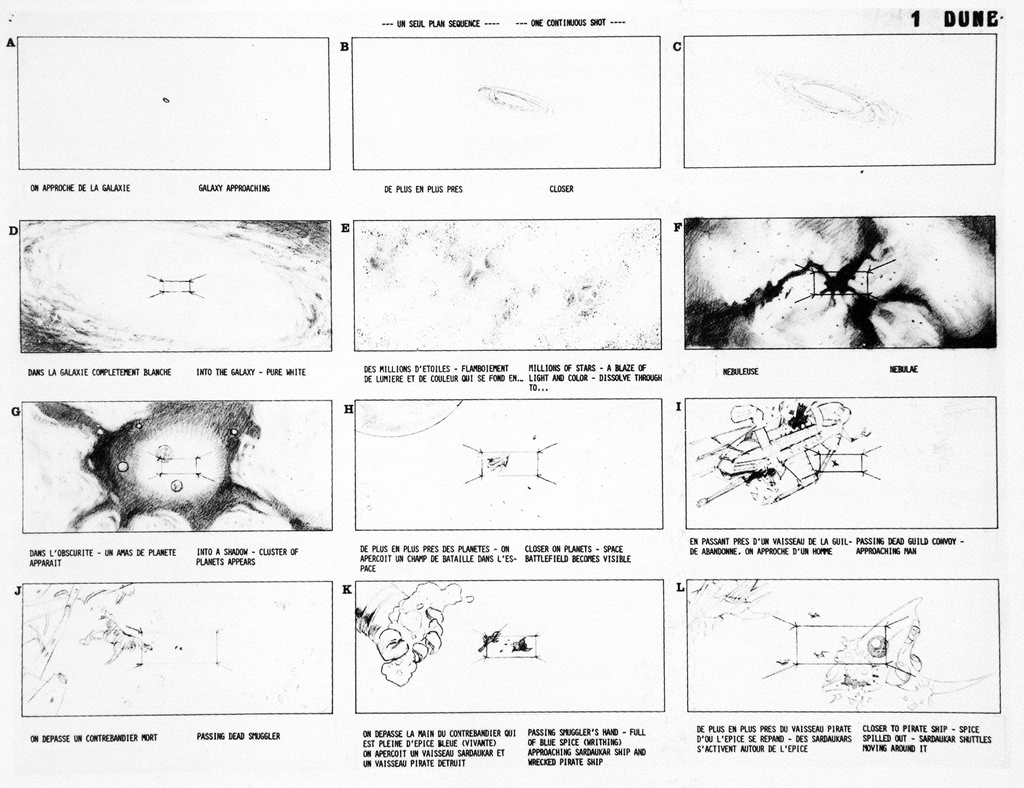 --- UN SEUL PLAN SEQUENCE ---- --- ONE CONTINUOUS SHOT ----
1 DUNE
A
B
C
ON APPROCHE DE LA GALAXIE
GALAXY APPROACHING
DE PLUS EN PLUS PRES
CLOSER
D
E
F
DANS LA GALAXIE COMPLETEMENT BLANCHE
INTO THE GALAXY - PURE WHITE
DES MILLIONS D'ETOILES - FLAMBOIEMENT
DE LUMIERE ET DE COULEUR QUI SE FOND EN...
MILLIONS OF STARS - A BLAZE OF
LIGHT AND COLOR - DISSOLVE THROUGH
TO...
NEBULEUSE
NEBULAE
G
H
I
DANS L'OBSCURITE - UN AMAS DE PLANETE
APPARAIT
INTO A SHADOW - CLUSTER OF
PLANETS APPEARS
DE PLUS EN PLUS PRES DES PLANETES - ON
APERCOIT UN CHAMP DE BATAILLE DANS L'ES-
PACE
CLOSER ON PLANETS - SPACE
BATTLEFIELD BECOMES VISIBLE
EN PASSANT PRES D'UN VAISSEAU DE LA GUIL-
DE ABANDONNE, ON APPROCHE D'UN HOMME
PASSING DEAD GUILD CONVOY -
APPROACHING MAN
J
K
L
ON DEPASSE UN CONTREBANDIER MORT
PASSING DEAD SMUGGLER
ON DEPASSE LA MAIN DU CONTREBANDIER QUI
EST PLEINE D'EPICE BLEUE (VIVANTE)
ON APERCOIT UN VAISSEAU SARDAUKAR ET
UN VAISSEAU PIRATE DETRUIT
PASSING SMUGGLER'S HAND - FULL
OF BLUE SPICE (WRITHING)
APPROACHING SARDAUKAR SHIP AND
WRECKED PIRATE SHIP
DE PLUS EN PLUS PRES DU VAISSEAU PIRATE
D'OU L'EPICE SE REPAND - DES SARDAUKARS
S'ACTIVENT AUTOUR DE L'EPICE
CLOSER TO PIRATE SHIP - SPICE
SPILLED OUT - SARDAUKAR SHUTTLES
MOVING AROUND IT